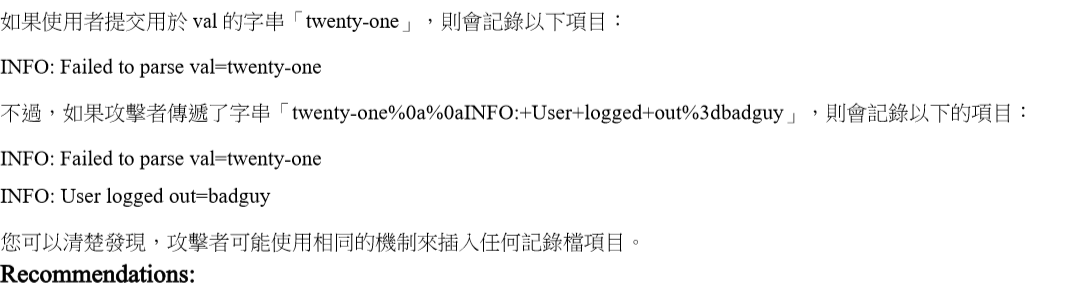 如果使用者提交用於 val 的字串「twenty-one」，則會記錄以下項目：
INFO: Failed to parse val=twenty-one
不過，如果攻擊者傳遞了字串「twenty-one%0a%0aINFO:+User+logged+out%3dbadguy」，則會記錄以下的項目：
INFO: Failed to parse val=twenty-one
INFO: User logged out=badguy
您可以清楚發現，攻擊者可能使用相同的機制來插入任何記錄檔項目。
Recommendations: